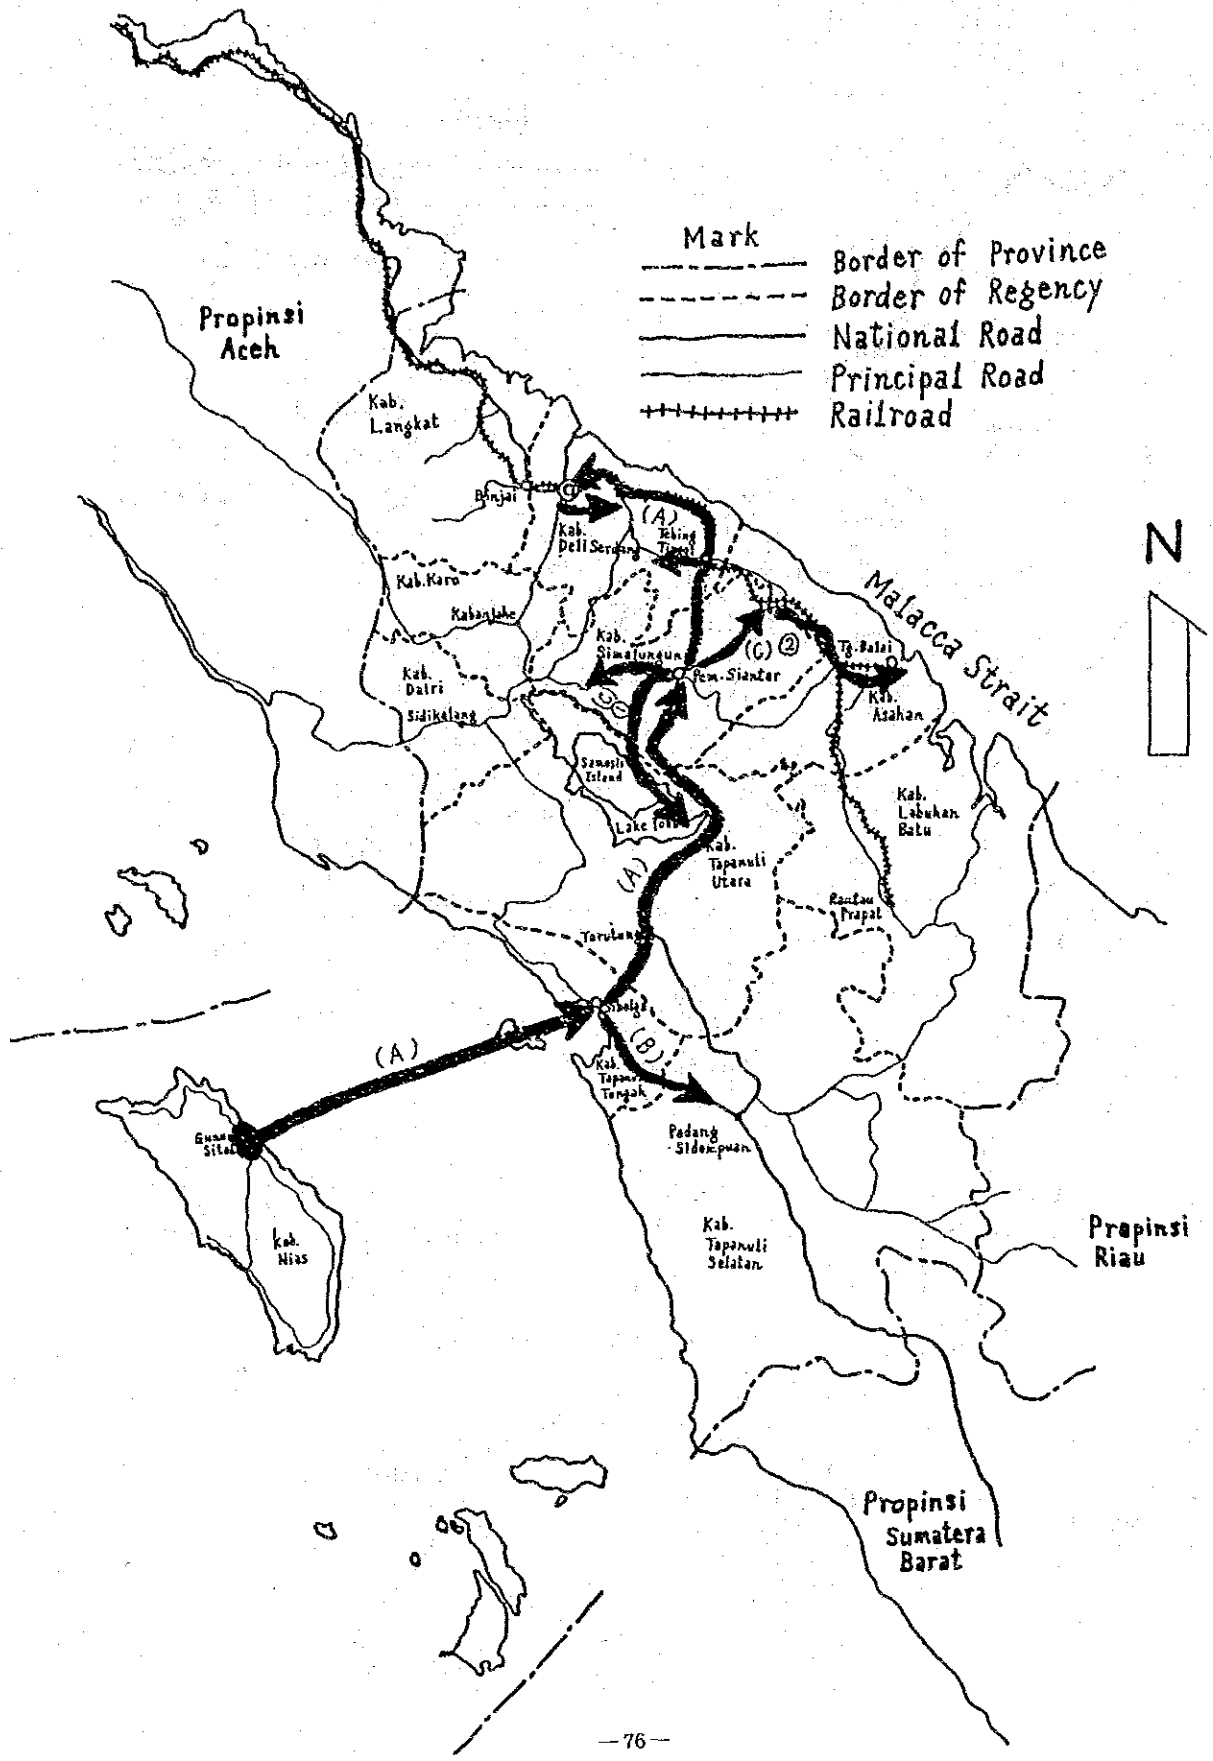 Mark
Border of Province
Border of Regency
National Road
Principal Road
Railroad
Propinsi
Aceh
Kab.
Langkat
Binjai
(A)
Kab.
Deli Serdang
Tebing
Tinggi
N
Malacca Strait
Kab. Karo
Kabanjahe
Kab.
Simalungun
(C) ②
Tg. Balai
Pem. Siantar
Kab.
Dairi
Sidikalang
Kab.
Asahan
Samosir
Island
Lake Toba
Kab.
Labuhan
Batu
Kab.
Tapanuli
Utara
(A)
Rantau
Prapat
Tarutung
Sibolga
(A)
(B)
Kab.
Tapanuli
Tengah
Gunung
Sitoli
Padang
-Sidempuan
Kab.
Nias
Kab.
Tapanuli
Selatan
Propinsi
Riau
Propinsi
Sumatera
Barat
—76—